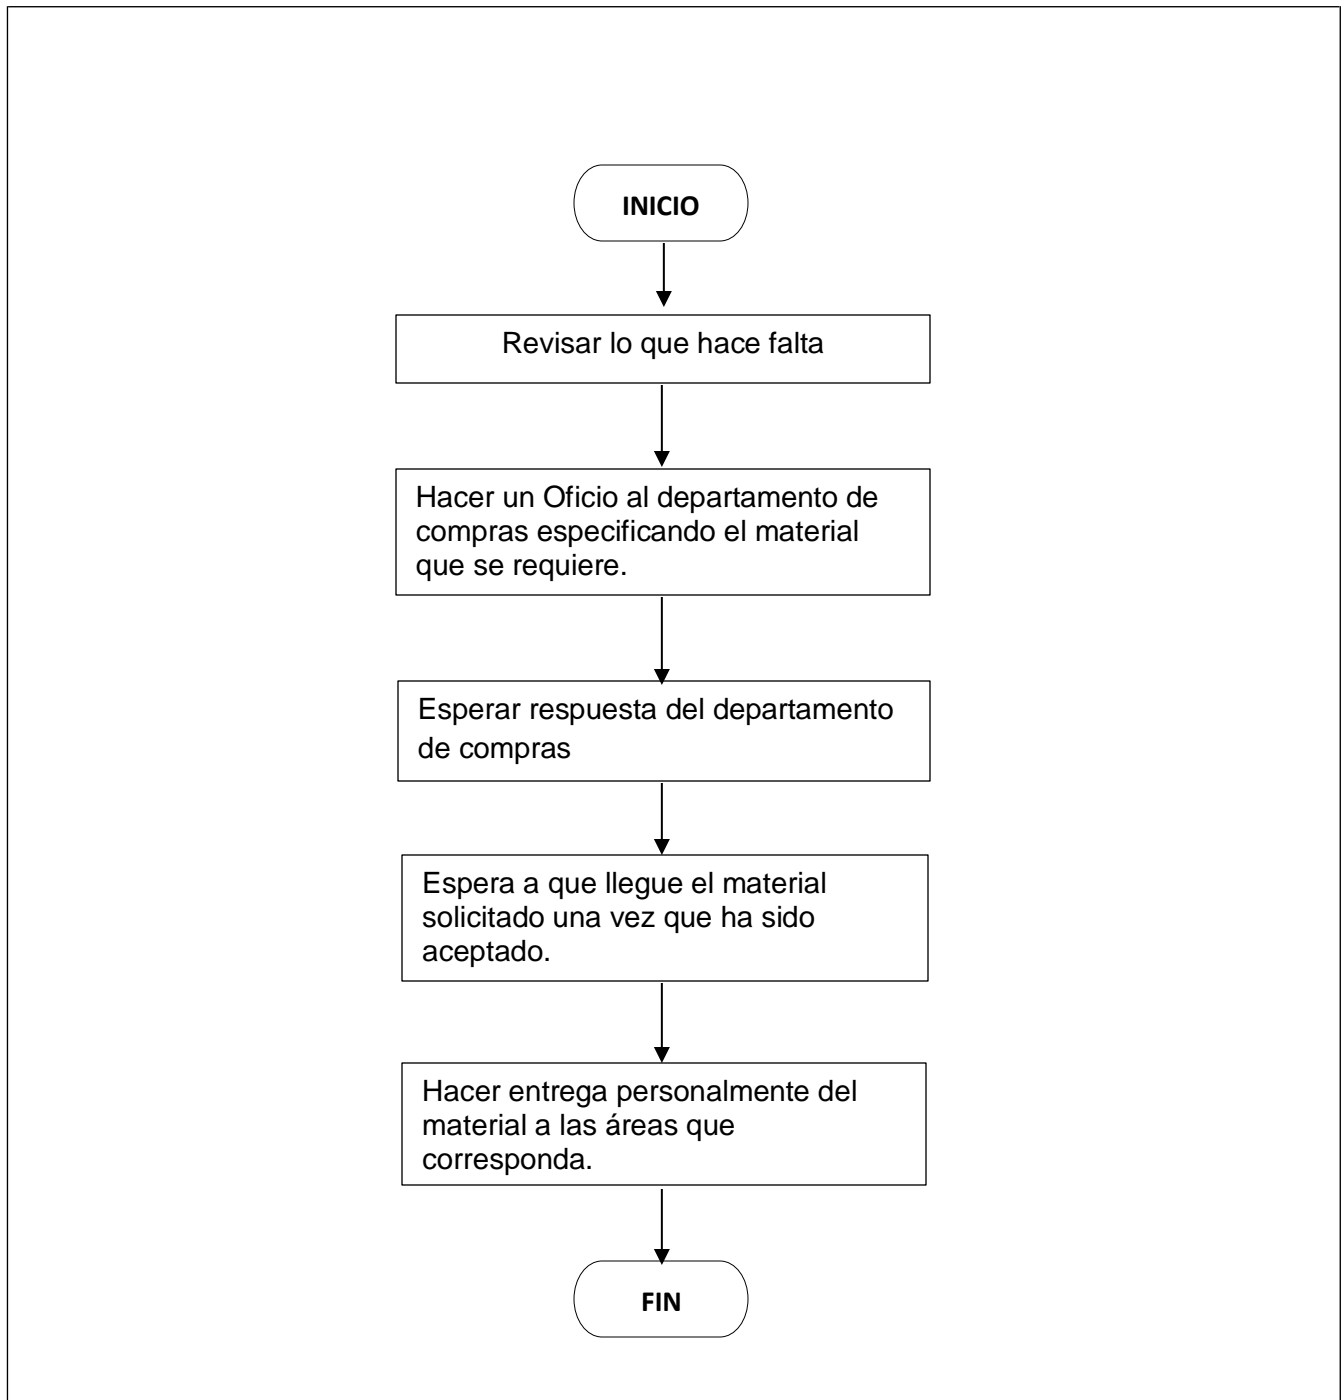 INICIO
Revisar lo que hace falta
Hacer un Oficio al departamento de
compras especificando el material
que se requiere.
Esperar respuesta del departamento
de compras
Espera a que llegue el material
solicitado una vez que ha sido
aceptado.
Hacer entrega personalmente del
material a las áreas que
corresponda.
FIN